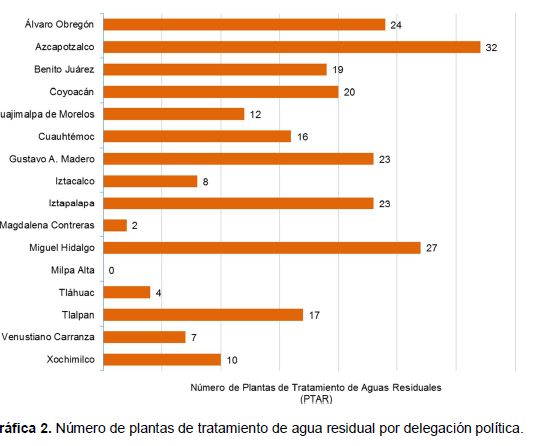 Álvaro Obregón 24
Azcapotzalco 32
Benito Juárez 19
Coyoacán 20
uajimalpa de Morelos 12
Cuauhtémoc 16
Gustavo A. Madero 23
Iztacalco 8
Iztapalapa 23
Magdalena Contreras 2
Miguel Hidalgo 27
Milpa Alta 0
Tláhuac 4
Tlalpan 17
Venustiano Carranza 7
Xochimilco 10
Número de Plantas de Tratamiento de Aguas Residuales
(PTAR)
ráfica 2. Número de plantas de tratamiento de agua residual por delegación política.